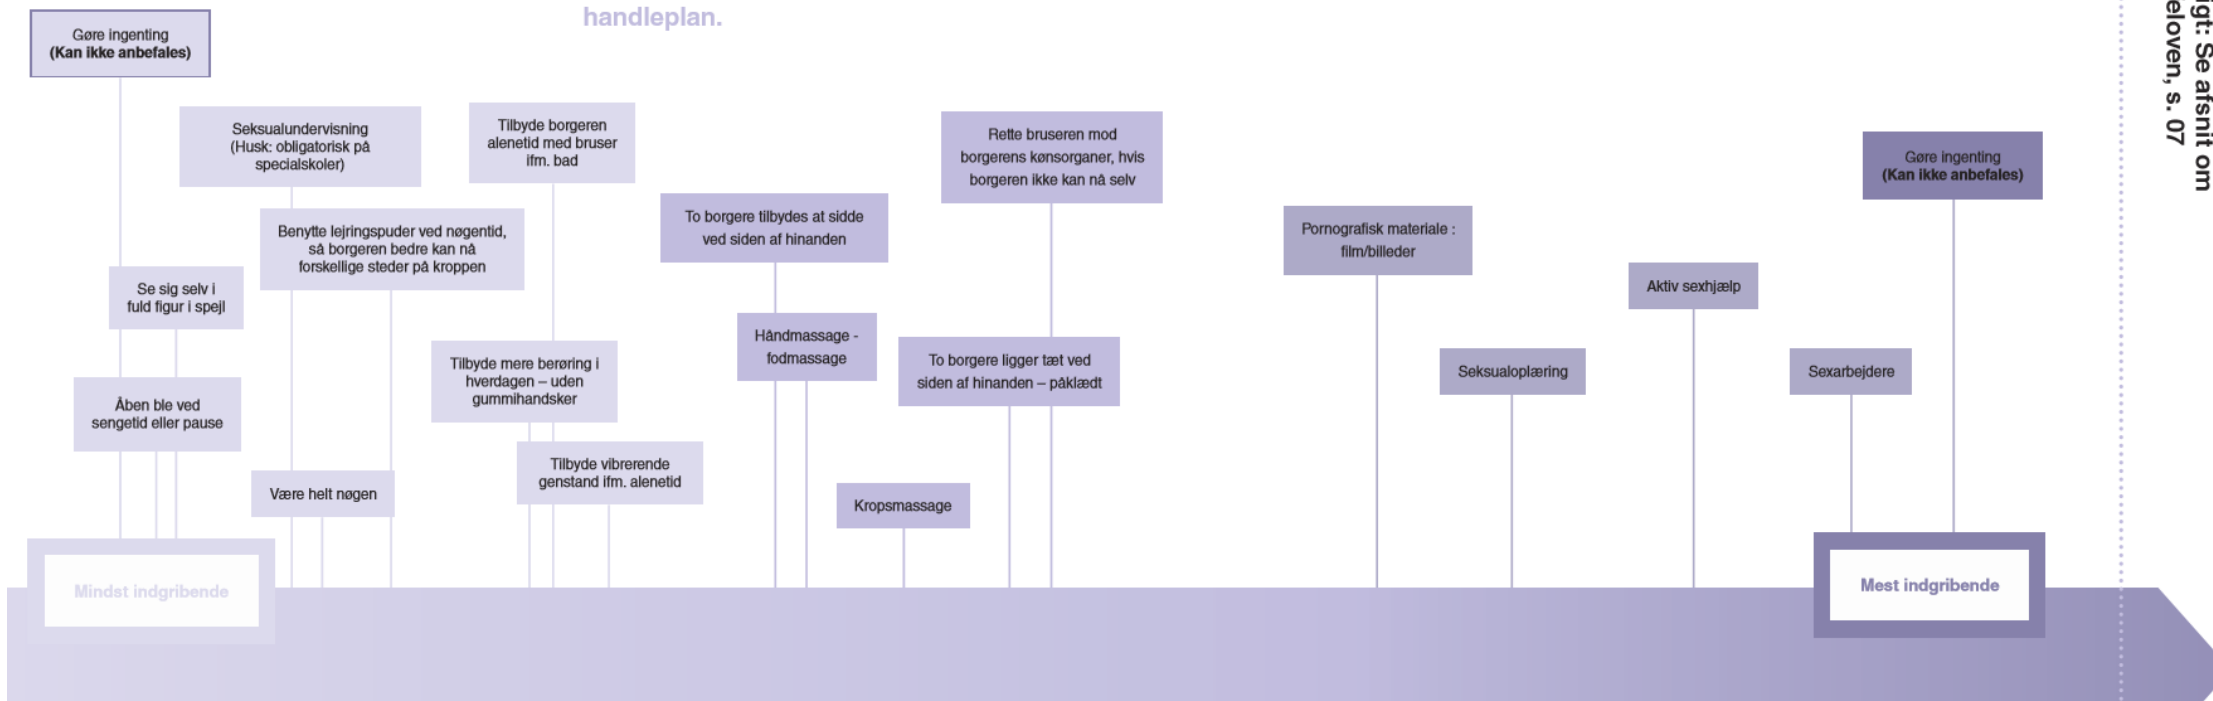 handleplan.
Gøre ingenting
(Kan ikke anbefales)
Seksualundervisning
(Husk: obligatorisk på
specialskoler)
Tilbyde borgeren
alenetid med bruser
ifm. bad
Rette bruseren mod
borgerens kønsorganer, hvis
borgeren ikke kan nå selv
Gøre ingenting
(Kan ikke anbefales)
To borgere tilbydes at sidde
ved siden af hinanden
Benytte lejringspuder ved nøgentid,
så borgeren bedre kan nå
forskellige steder på kroppen
Pornografisk materiale :
film/billeder
Se sig selv i
fuld figur i spejl
Aktiv sexhjælp
Håndmassage -
fodmassage
Tilbyde mere berøring i
hverdagen – uden
gummihandsker
To borgere ligger tæt ved
siden af hinanden – påklædt
Seksualoplæring
Sexarbejdere
Åben ble ved
sengetid eller pause
Tilbyde vibrerende
genstand ifm. alenetid
Være helt nøgen
Kropsmassage
Mindst indgribende
Mest indgribende
igt: Se afsnit om
eloven, s. 07